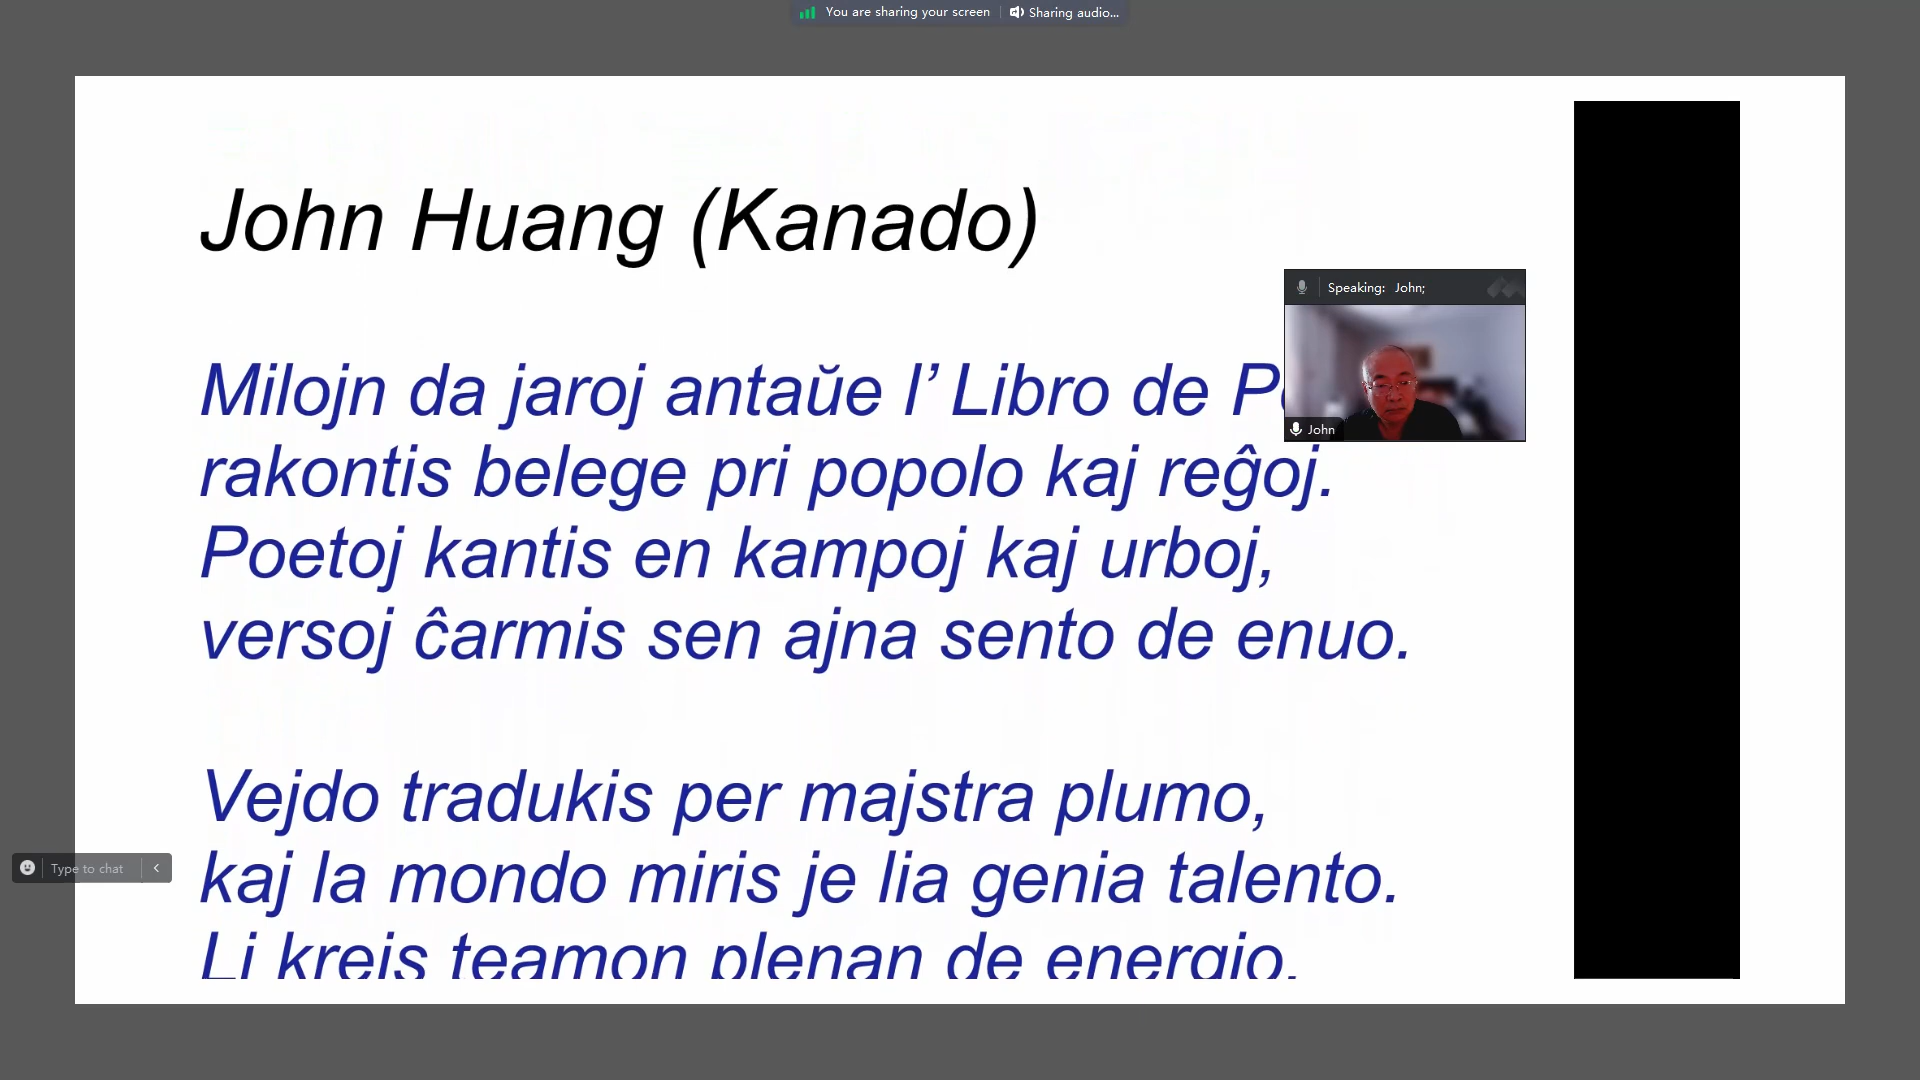 You are sharing your screen
Sharing audio...
John Huang (Kanado)
Speaking: John;
John
Milojn da jaroj antaŭe l’ Libro de
rakontis belege pri popolo kaj reĝoj.
Poetoj kantis en kampoj kaj urboj,
versoj ĉarmis sen ajna sento de enuo.
Vejdo tradukis per majstra plumo,
kaj la mondo miris je lia genia talento.
Type to chat
Li kreis teamon plenan de energio,